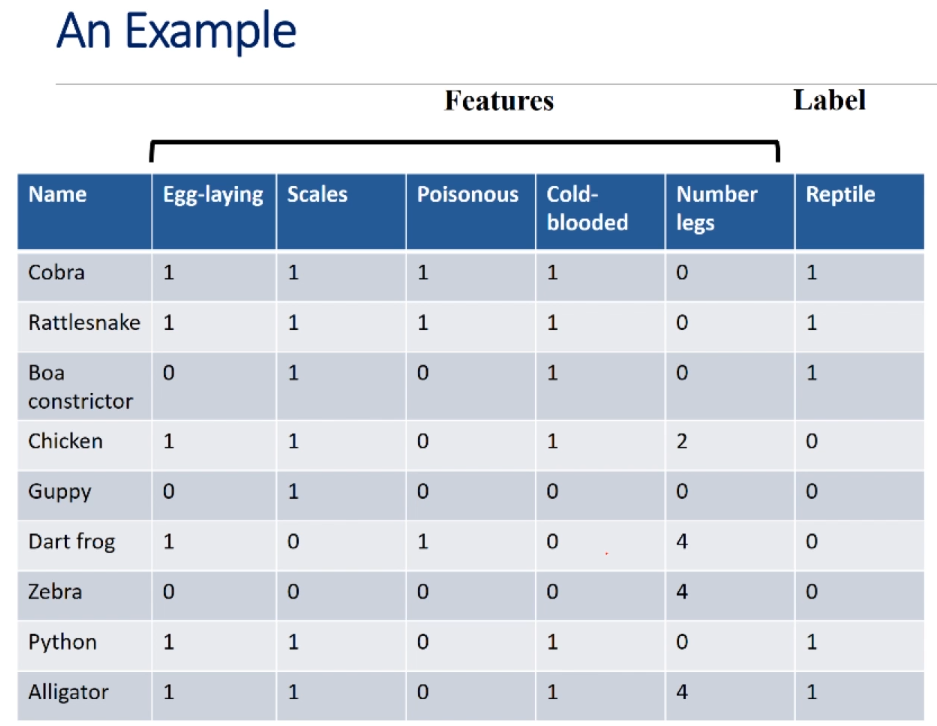 An Example
Features Label
Name Egg-laying Scales Poisonous Cold- Number Reptile
blooded legs
Cobra 1 1 1 1 0 1
Rattlesnake 1 1 1 1 0 1
Boa 0 1 0 1 0 1
constrictor
Chicken 1 1 0 1 2 0
Guppy 0 1 0 0 0 0
Dart frog 1 0 1 0 4 0
Zebra 0 0 0 0 4 0
Python 1 1 0 1 0 1
Alligator 1 1 0 1 4 1